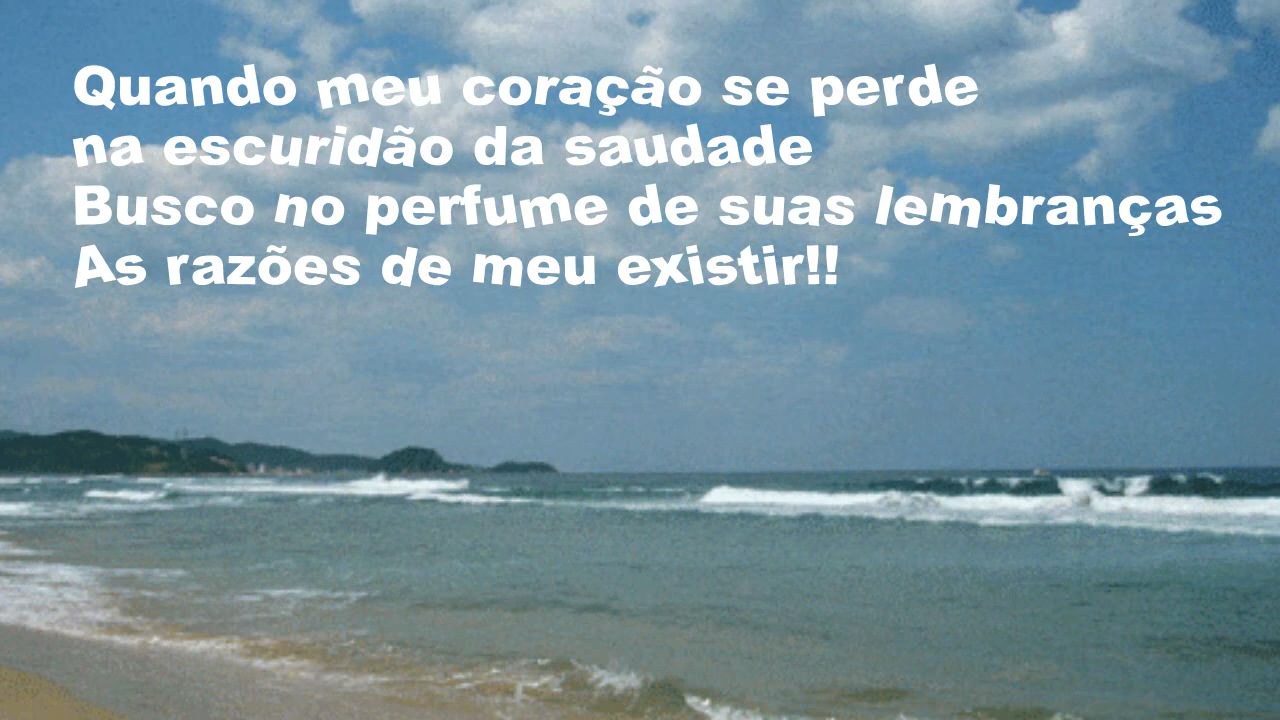 Quando meu coração se perde
na escuridão da saudade
Busco no perfume de suas lembranças
As razões de meu existir!!